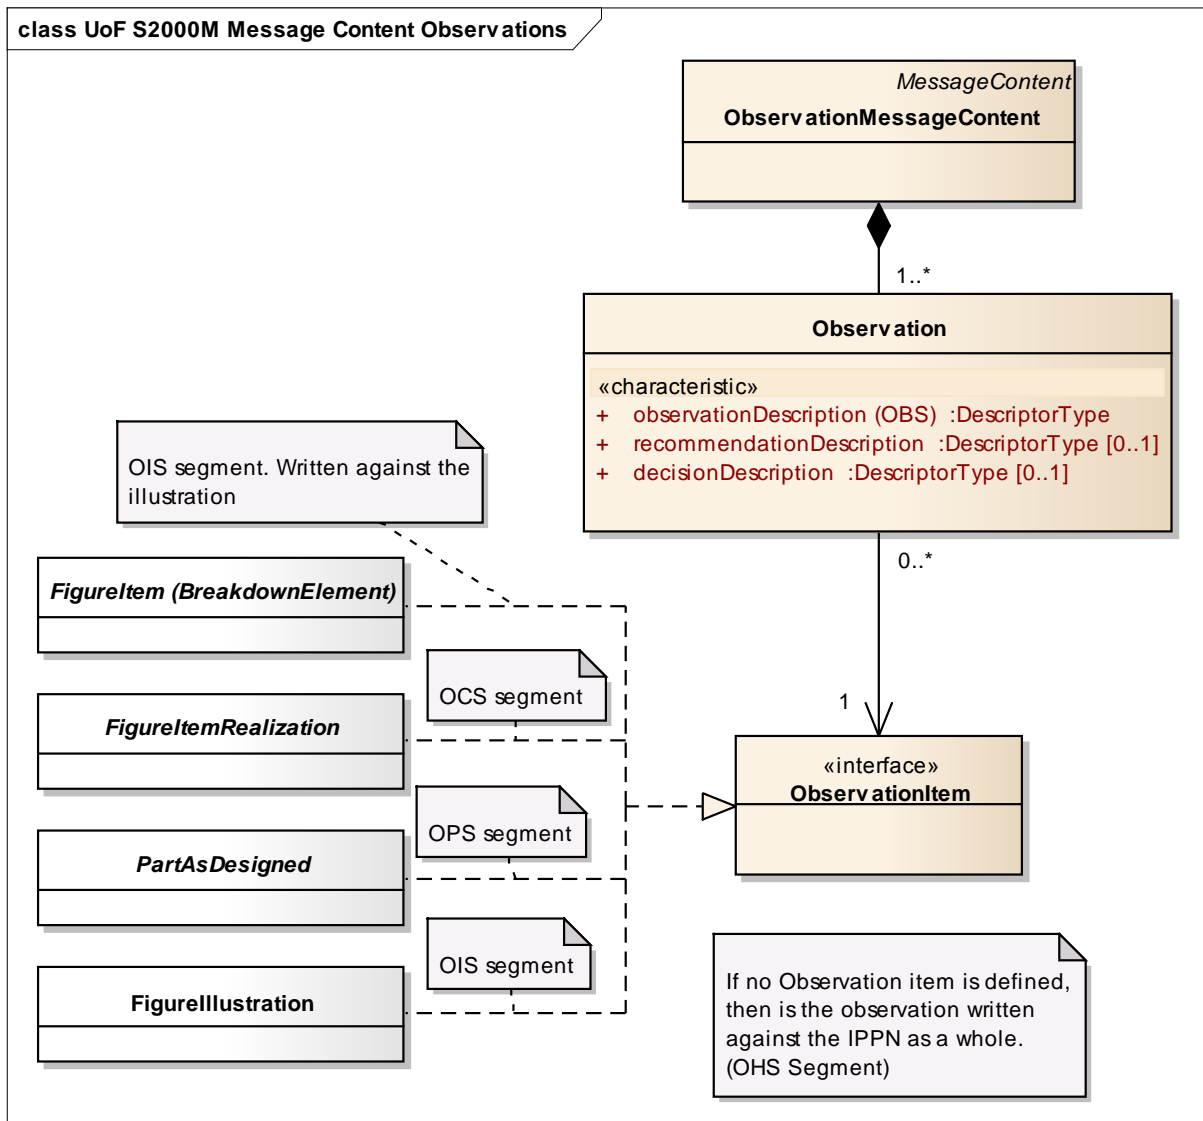 class UoF S2000M Message Content Observations
MessageContent
ObservationMessageContent
1..*
Observation
«characteristic»
+ observationDescription (OBS) :DescriptorType
+ recommendationDescription :DescriptorType [0..1]
+ decisionDescription :DescriptorType [0..1]
0..*
OIS segment. Written against the
illustration
FigureItem (BreakdownElement)
OCS segment
FigureItemRealization
1
«interface»
ObservationItem
OPS segment
PartAsDesigned
OIS segment
FigureIllustration
If no Observation item is defined,
then is the observation written
against the IPPN as a whole.
(OHS Segment)